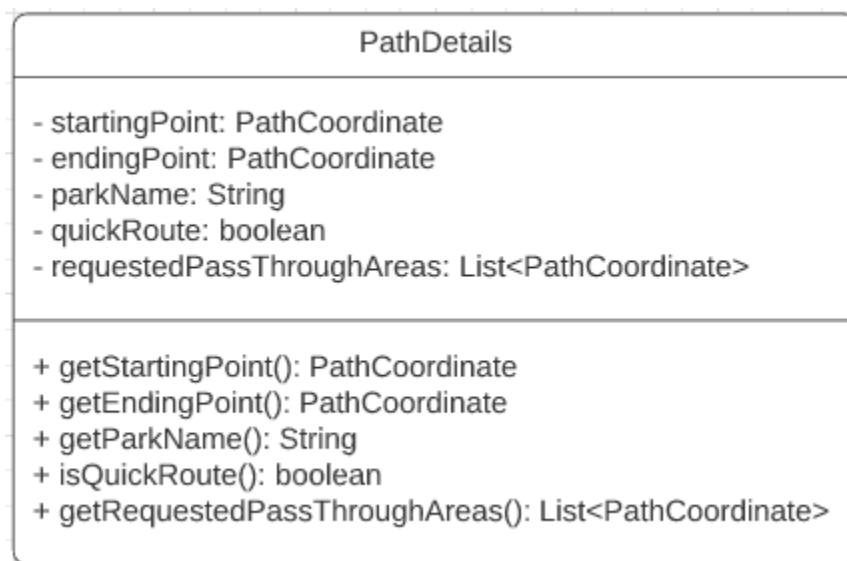 PathDetails
- startingPoint: PathCoordinate
- endingPoint: PathCoordinate
- parkName: String
- quickRoute: boolean
- requestedPassThroughAreas: List<PathCoordinate>
+ getStartingPoint(): PathCoordinate
+ getEndingPoint(): PathCoordinate
+ getParkName(): String
+ isQuickRoute(): boolean
+ getRequestedPassThroughAreas(): List<PathCoordinate>